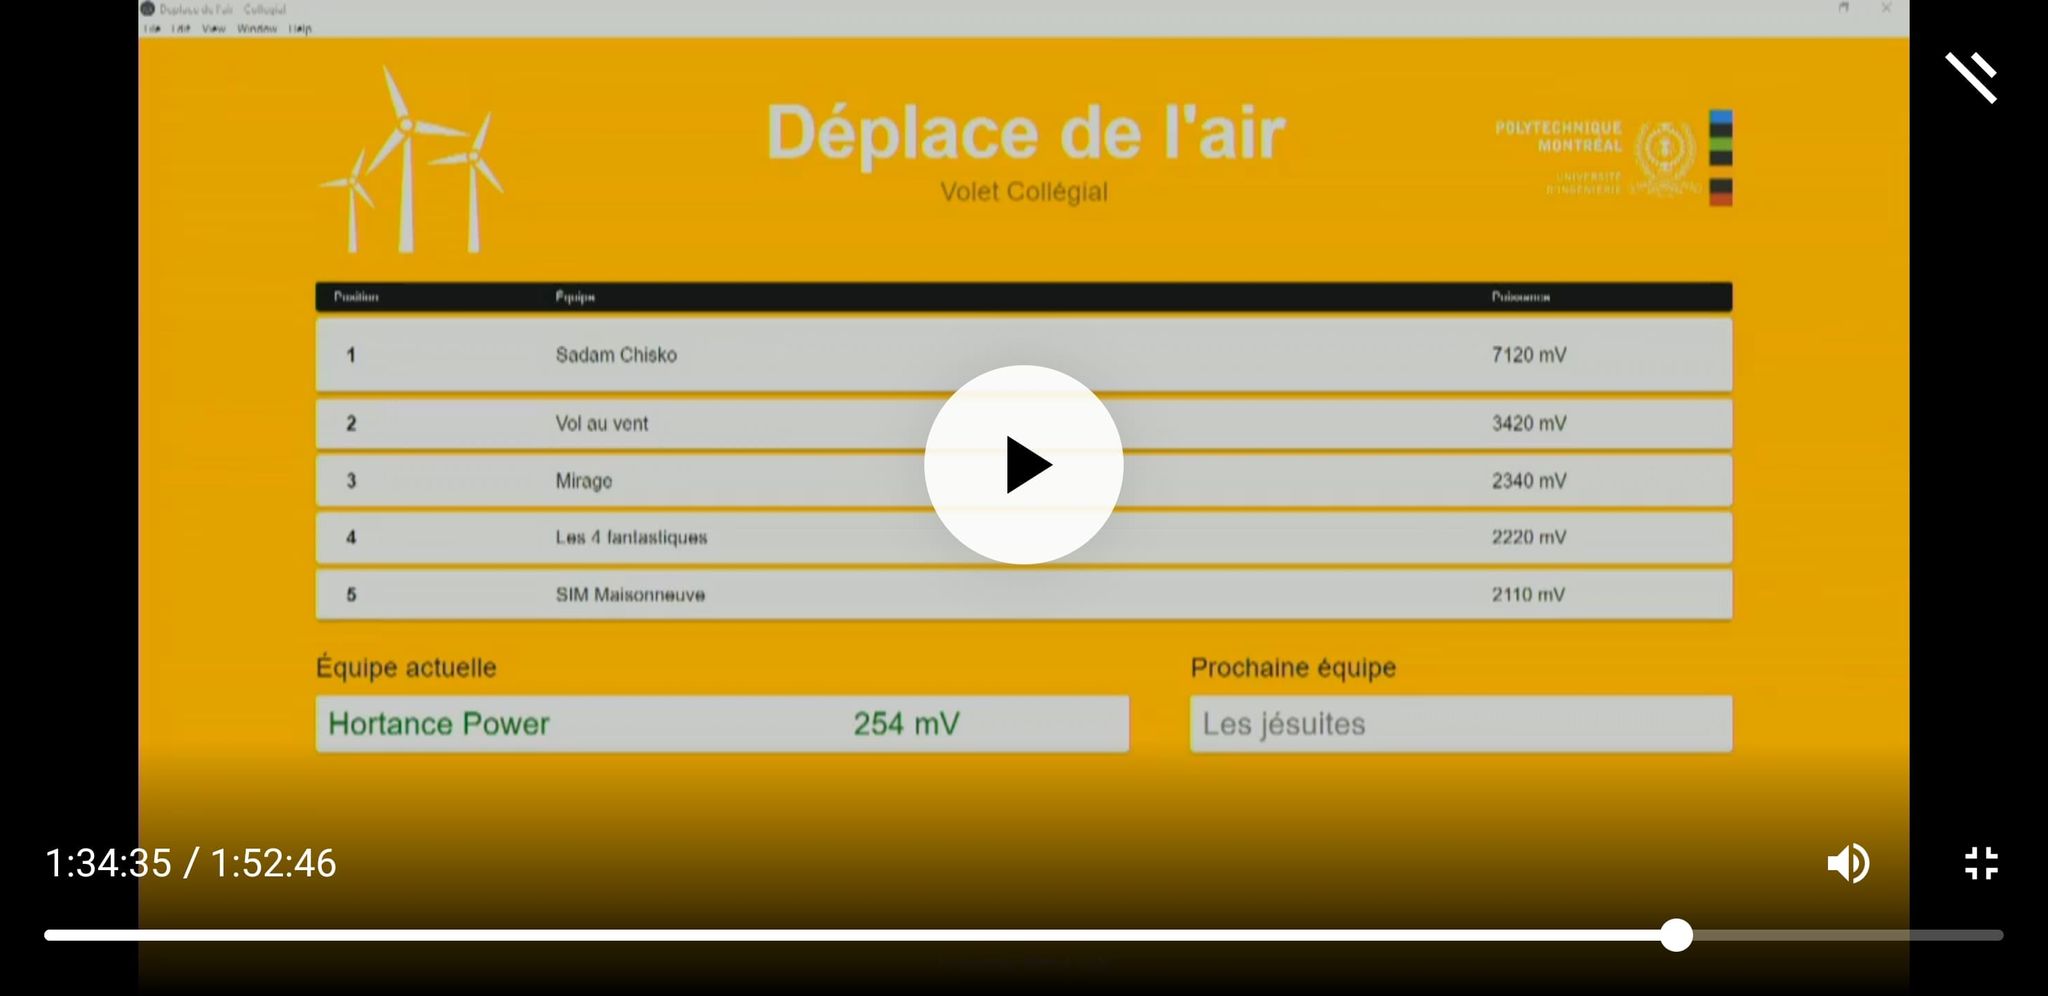 Déplace de l'air - Collegial
File Edit View Window Help
Déplace de l'air
Volet Collégial
POLYTECHNIQUE
MONTRÉAL
UNIVERSITÉ
D'INGÉNIERIE
Position Équipe Puissance
1 Sadam Chisko 7120 mV
2 Vol au vent 3420 mV
3 Mirage 2340 mV
4 Les 4 fantastiques 2220 mV
5 SIM Maisonneuve 2110 mV
Équipe actuelle Prochaine équipe
Hortance Power 254 mV Les jésuites
1:34:35 / 1:52:46